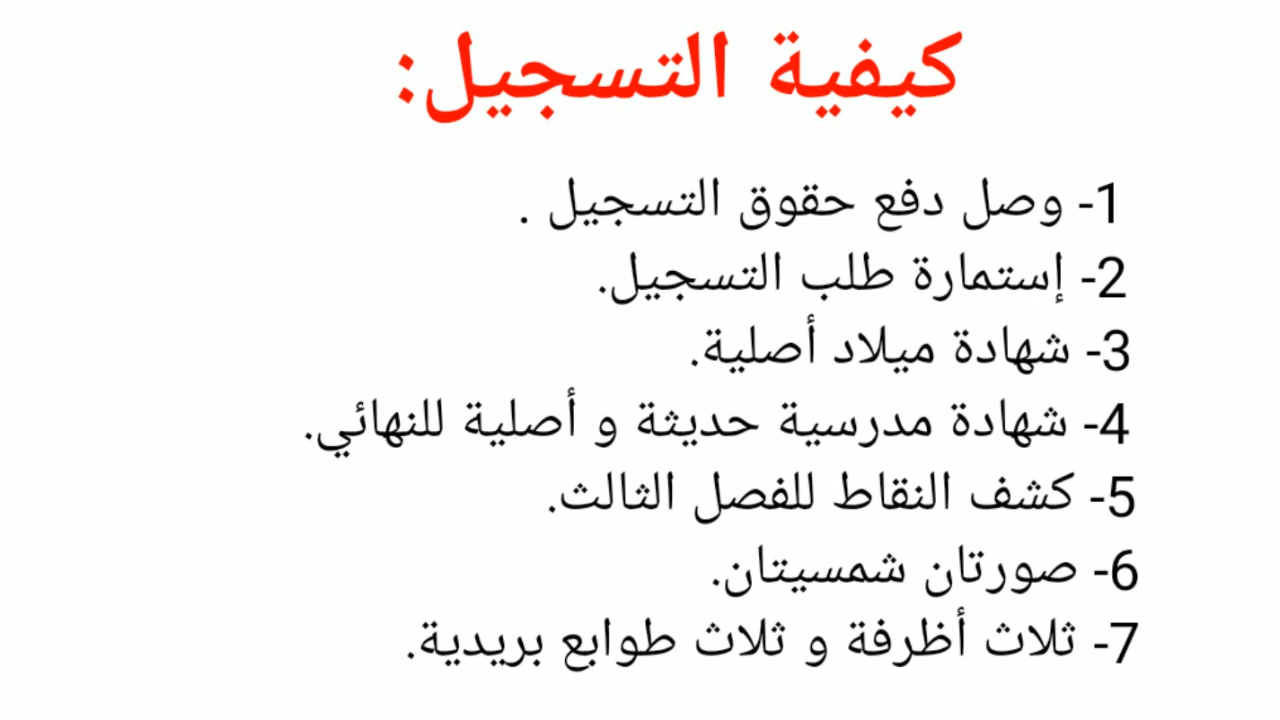 كيفية التسجيل:
1- وصل دفع حقوق التسجيل .
2- إستمارة طلب التسجيل.
3- شهادة ميلاد أصلية.
4- شهادة مدرسية حديثة و أصلية للنهائي.
5- كشف النقاط للفصل الثالث.
6- صورتان شمسيتان.
7- ثلاث أظرفة و ثلاث طوابع بريدية.